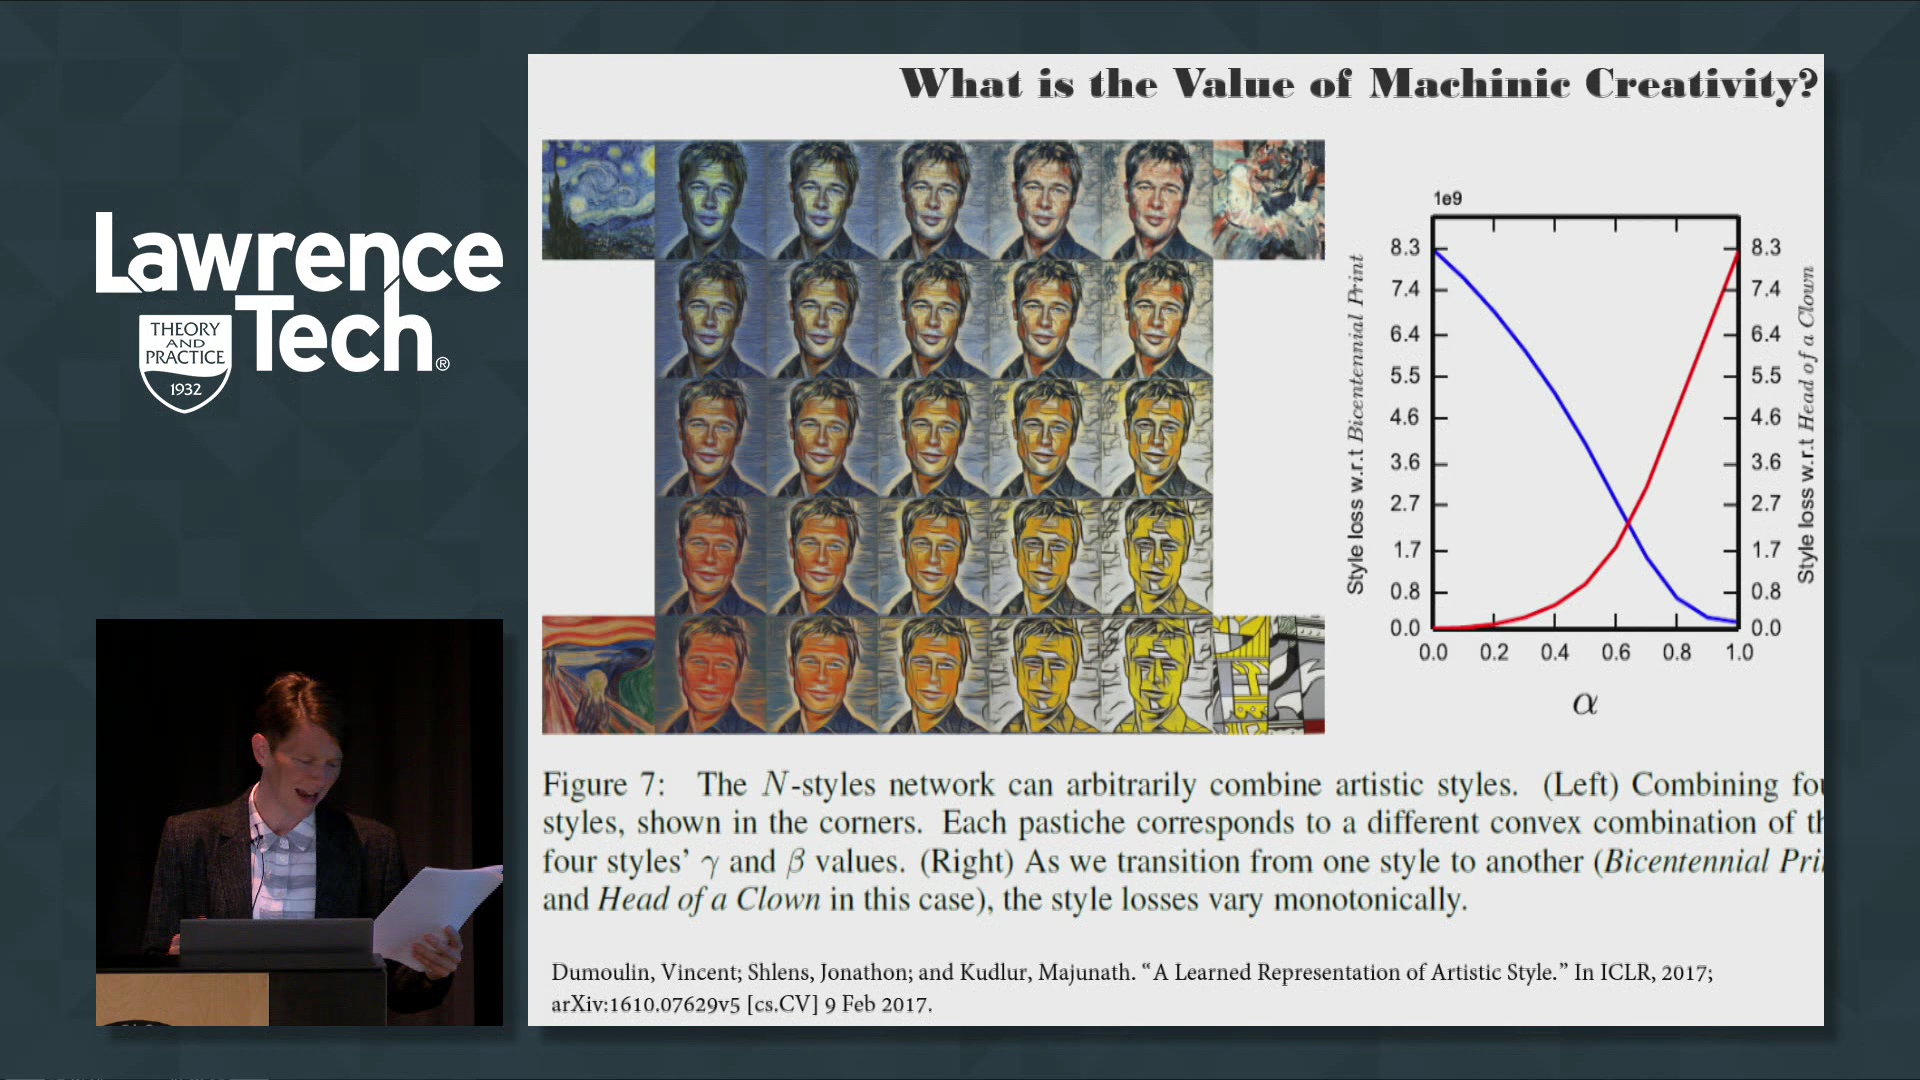 What is the Value of Machinic Creativity?
Lawrence
Tech®
THEORY
AND
PRACTICE
1932
1e9
8.3
7.4
6.4
5.5
4.6
3.6
2.7
1.7
0.8
0.0
Style loss w.r.t Bicentennial Print
8.3
7.4
6.4
5.5
4.6
3.6
2.7
1.7
0.8
0.0
Style loss w.r.t Head of a Clown
0.0 0.2 0.4 0.6 0.8 1.0
α
Figure 7: The N-styles network can arbitrarily combine artistic styles. (Left) Combining fou
styles, shown in the corners. Each pastiche corresponds to a different convex combination of th
four styles’ γ and β values. (Right) As we transition from one style to another (Bicentennial Pri
and Head of a Clown in this case), the style losses vary monotonically.
Dumoulin, Vincent; Shlens, Jonathon; and Kudlur, Majunath. “A Learned Representation of Artistic Style.” In ICLR, 2017;
arXiv:1610.07629v5 [cs.CV] 9 Feb 2017.